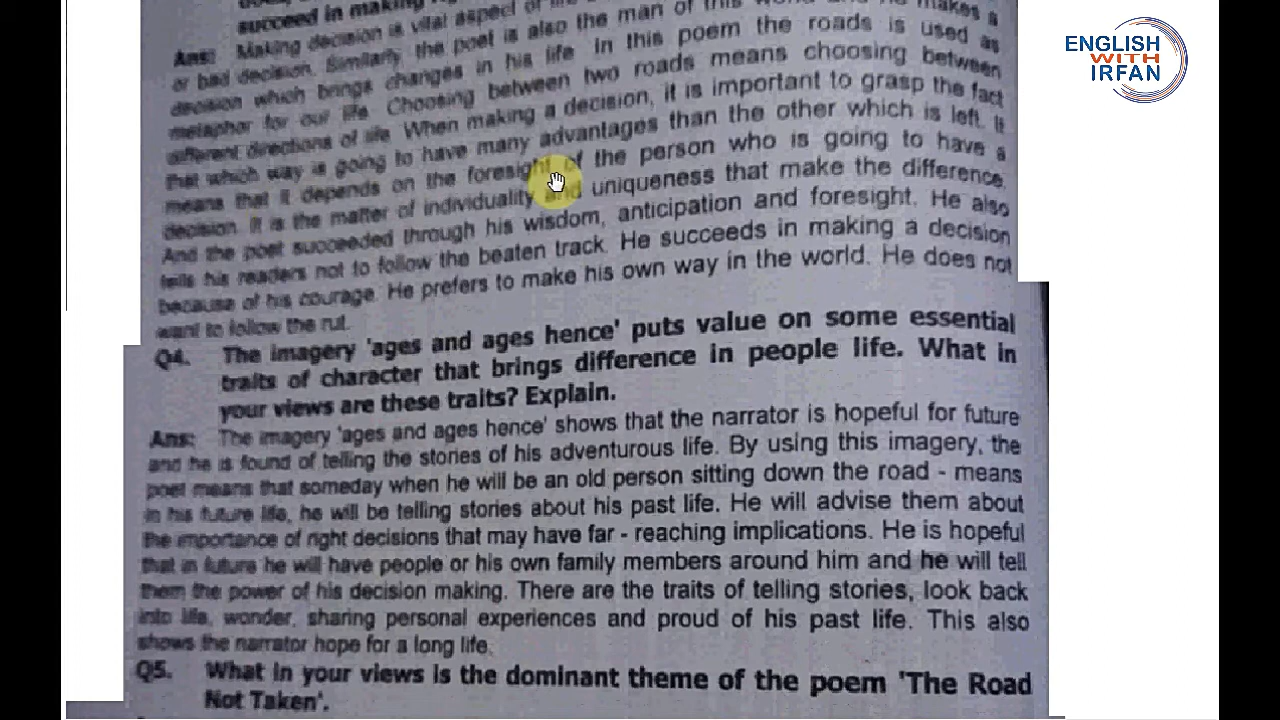 succeed in making
Ans: Making decision is vital aspect of life makes a
or bad decision. Similarly, the poet is also the man of this
decision which brings changes in his life. In this poem the roads is used as
metaphor for our life. Choosing between two roads means choosing between
different directions of life. When making a decision, it is important to grasp the fact
that which way is going to have many advantages than the other which is left. It
means that it depends on the foresight of the person who is going to have a
decision. It is the matter of individuality and uniqueness that make the difference.
And the poet succeeded through his wisdom, anticipation and foresight. He also
tells his readers not to follow the beaten track. He succeeds in making a decision
because of his courage. He prefers to make his own way in the world. He does not
want to follow the rut.
Q4. The imagery 'ages and ages hence' puts value on some essential
traits of character that brings difference in people life. What in
your views are these traits? Explain.
Ans: The imagery 'ages and ages hence' shows that the narrator is hopeful for future
and he is found of telling the stories of his adventurous life. By using this imagery, the
poet means that someday when he will be an old person sitting down the road - means
in his future life, he will be telling stories about his past life. He will advise them about
the importance of right decisions that may have far - reaching implications. He is hopeful
that in future he will have people or his own family members around him and he will tell
them the power of his decision making. There are the traits of telling stories, look back
into life, wonder, sharing personal experiences and proud of his past life. This also
shows the narrator hope for a long life.
Q5. What in your views is the dominant theme of the poem 'The Road
Not Taken'.
ENGLISH
WITH
IRFAN